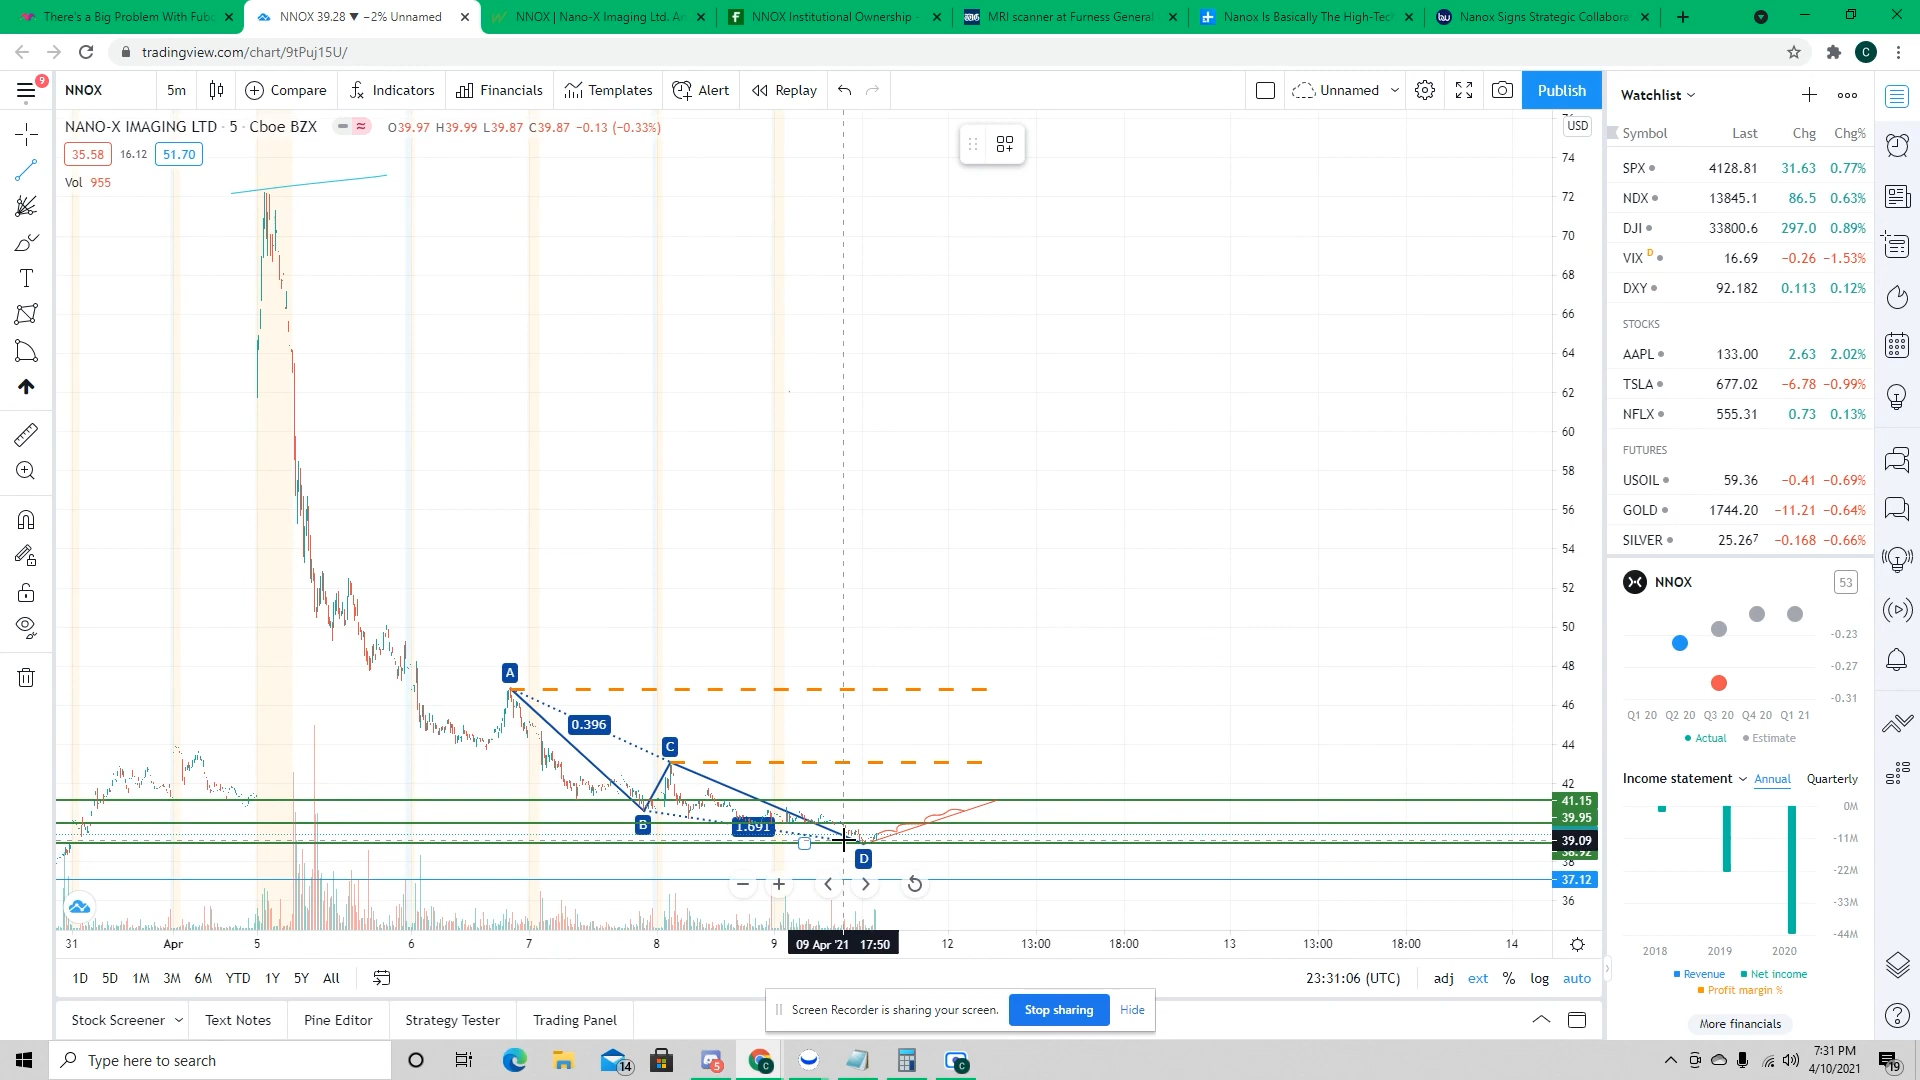 There's a Big Problem With Fub
NNOX 39.28 ▼ −2% Unnamed
NNOX | Nano-X Imaging Ltd. A
NNOX Institutional Ownership
MRI scanner at Furness General
Nanox Is Basically The High-Tec
Nanox Signs Strategic Collabora
tradingview.com/chart/9tPuj15U/
C
9
NNOX
5m
Compare
Indicators
Financials
Templates
Alert
Replay
Unnamed
Publish
NANO-X IMAGING LTD · 5 · Cboe BZX
O39.97 H39.99 L39.87 C39.87 −0.13 (−0.33%)
35.58 16.12 51.70
Vol 955
USD
74
72
70
68
66
64
62
60
58
56
54
52
50
48
46
44
42
41.15
39.95
39.09
38
37.12
36
A
0.396
C
B
1.691
D
31 Apr 5 6 7 8 9
09 Apr '21 17:50
12 13:00 18:00 13 13:00 18:00 14
1D 5D 1M 3M 6M YTD 1Y 5Y All
23:31:06 (UTC)
adj ext % log auto
Stock Screener
Text Notes
Pine Editor
Strategy Tester
Trading Panel
Screen Recorder is sharing your screen.
Stop sharing
Hide
Watchlist
Symbol Last Chg Chg%
SPX 4128.81 31.63 0.77%
NDX 13845.1 86.5 0.63%
DJI 33800.6 297.0 0.89%
VIX D 16.69 −0.26 −1.53%
DXY 92.182 0.113 0.12%
STOCKS
AAPL 133.00 2.63 2.02%
TSLA 677.02 −6.78 −0.99%
NFLX 555.31 0.73 0.13%
FUTURES
USOIL 59.36 −0.41 −0.69%
GOLD 1744.20 −11.21 −0.64%
SILVER 25.267 −0.168 −0.66%
NNOX 53
-0.23
-0.27
-0.31
Q1 20 Q2 20 Q3 20 Q4 20 Q1 21
Actual Estimate
Income statement Annual Quarterly
0M
-11M
-22M
-33M
-44M
2018 2019 2020
Revenue Net income
Profit margin %
More financials
Type here to search
14
5
C
C
7:31 PM
4/10/2021
19